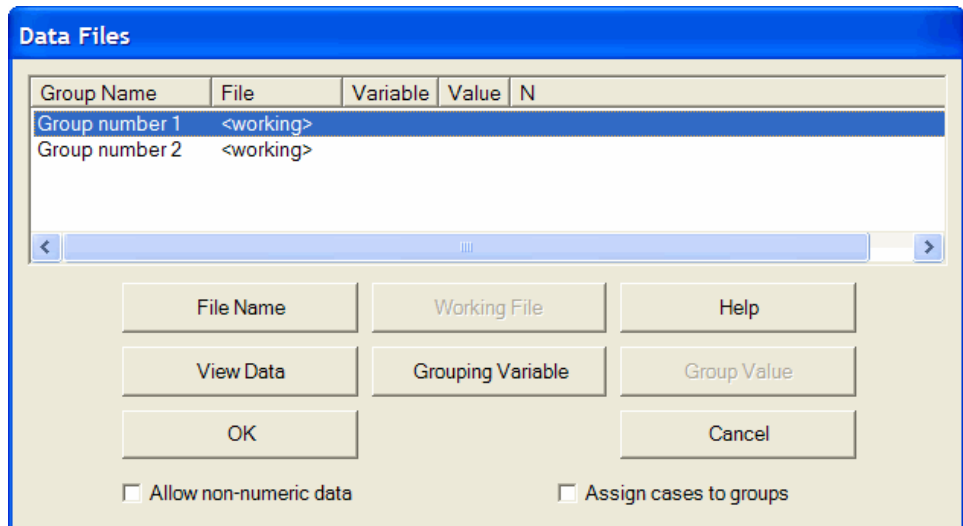 Data Files
Group Name File Variable Value N
Group number 1 <working>
Group number 2 <working>
File Name Working File Help
View Data Grouping Variable Group Value
OK Cancel
Allow non-numeric data Assign cases to groups